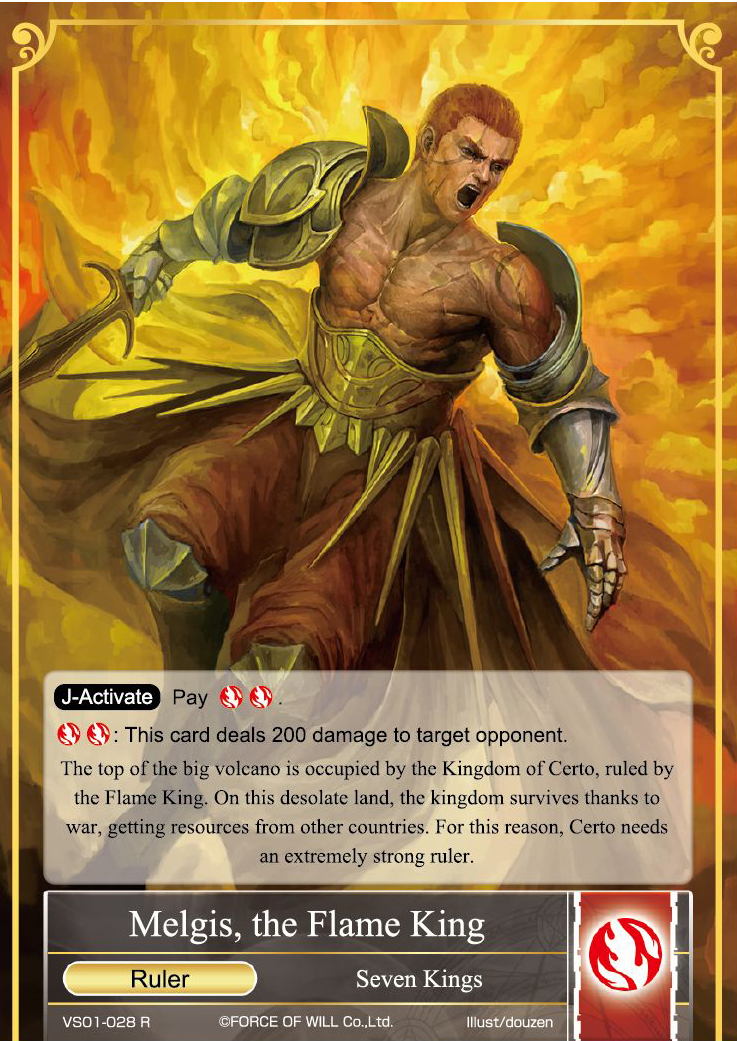 J-Activate Pay .
: This card deals 200 damage to target opponent.
The top of the big volcano is occupied by the Kingdom of Certo, ruled by
the Flame King. On this desolate land, the kingdom survives thanks to
war, getting resources from other countries. For this reason, Certo needs
an extremely strong ruler.
Melgis, the Flame King
Ruler Seven Kings
VS01-028 R ©FORCE OF WILL Co.,Ltd. Illust/douzen